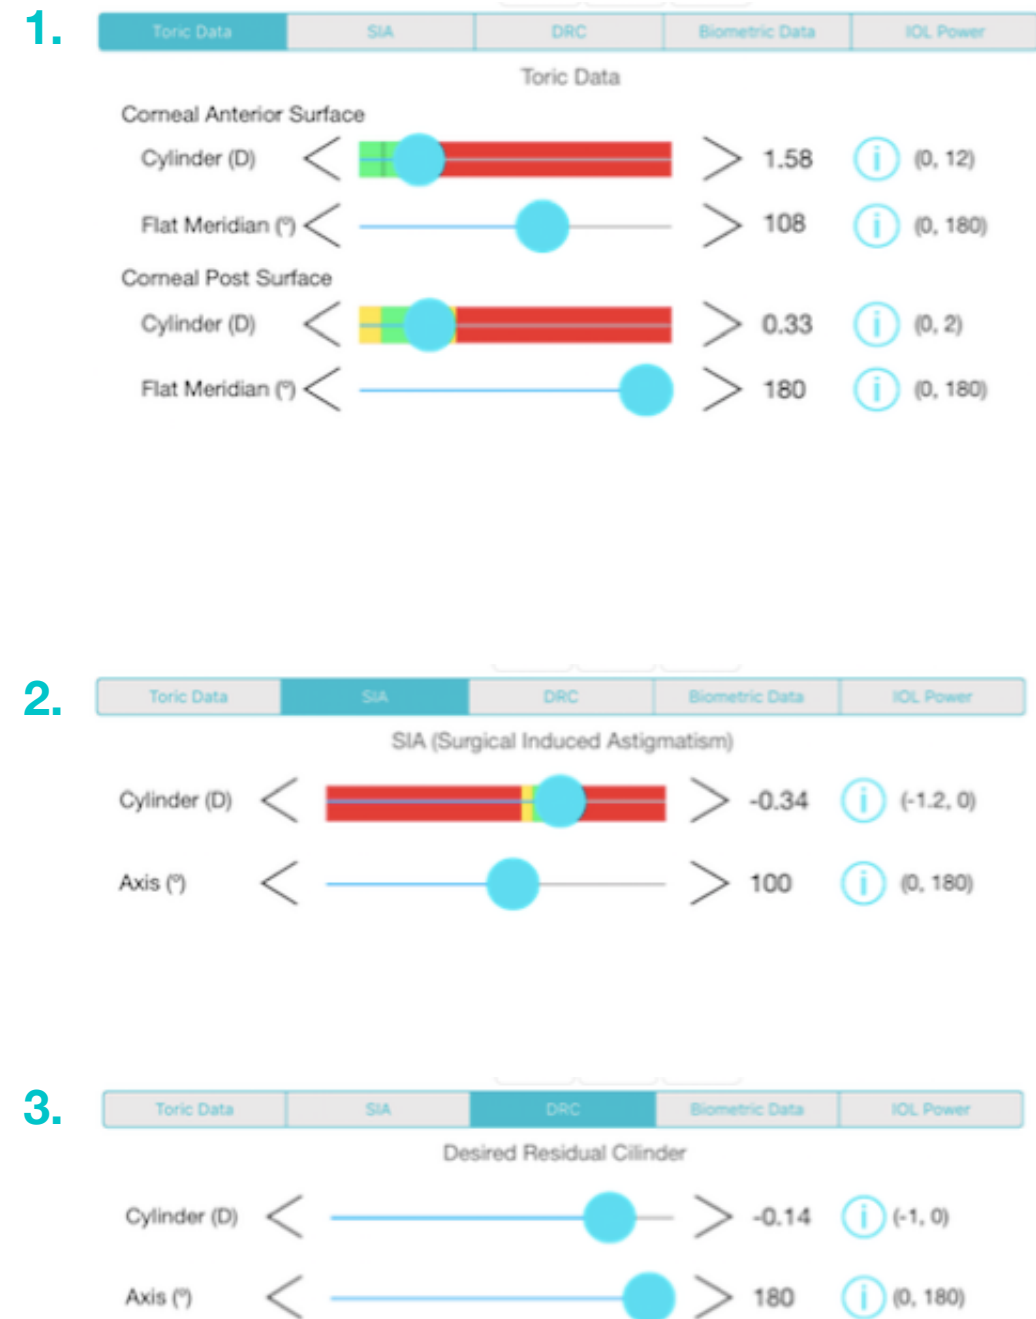 1.
Toric Data SIA DRC Biometric Data IOL Power
Toric Data
Corneal Anterior Surface
Cylinder (D) 1.58 i (0, 12)
Flat Meridian (º) 108 i (0, 180)
Corneal Post Surface
Cylinder (D) 0.33 i (0, 2)
Flat Meridian (º) 180 i (0, 180)
2.
Toric Data SIA DRC Biometric Data IOL Power
SIA (Surgical Induced Astigmatism)
Cylinder (D) -0.34 i (-1.2, 0)
Axis (º) 100 i (0, 180)
3.
Toric Data SIA DRC Biometric Data IOL Power
Desired Residual Cilinder
Cylinder (D) -0.14 i (-1, 0)
Axis (º) 180 i (0, 180)